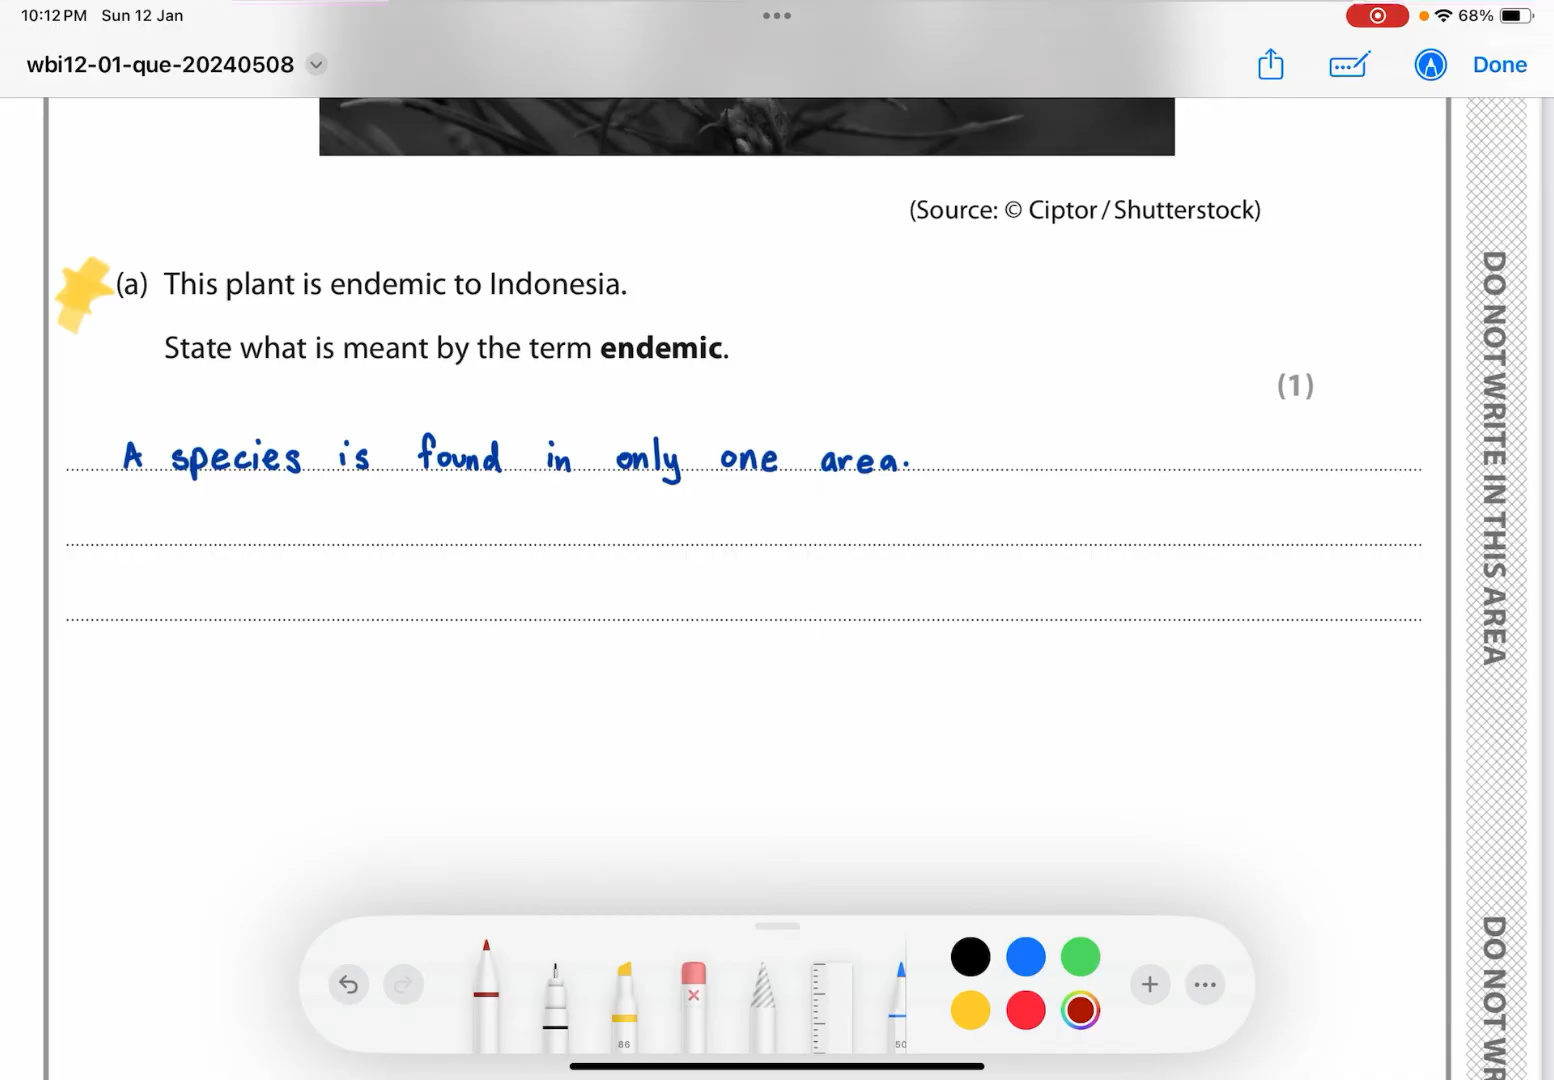 10:12 PM Sun 12 Jan
68%
wbi12-01-que-20240508
Done
(Source: © Ciptor / Shutterstock)
(a) This plant is endemic to Indonesia.
State what is meant by the term endemic.
(1)
A species is found in only one area.
DO NOT WRITE IN THIS AREA
DO NOT WR
86
50